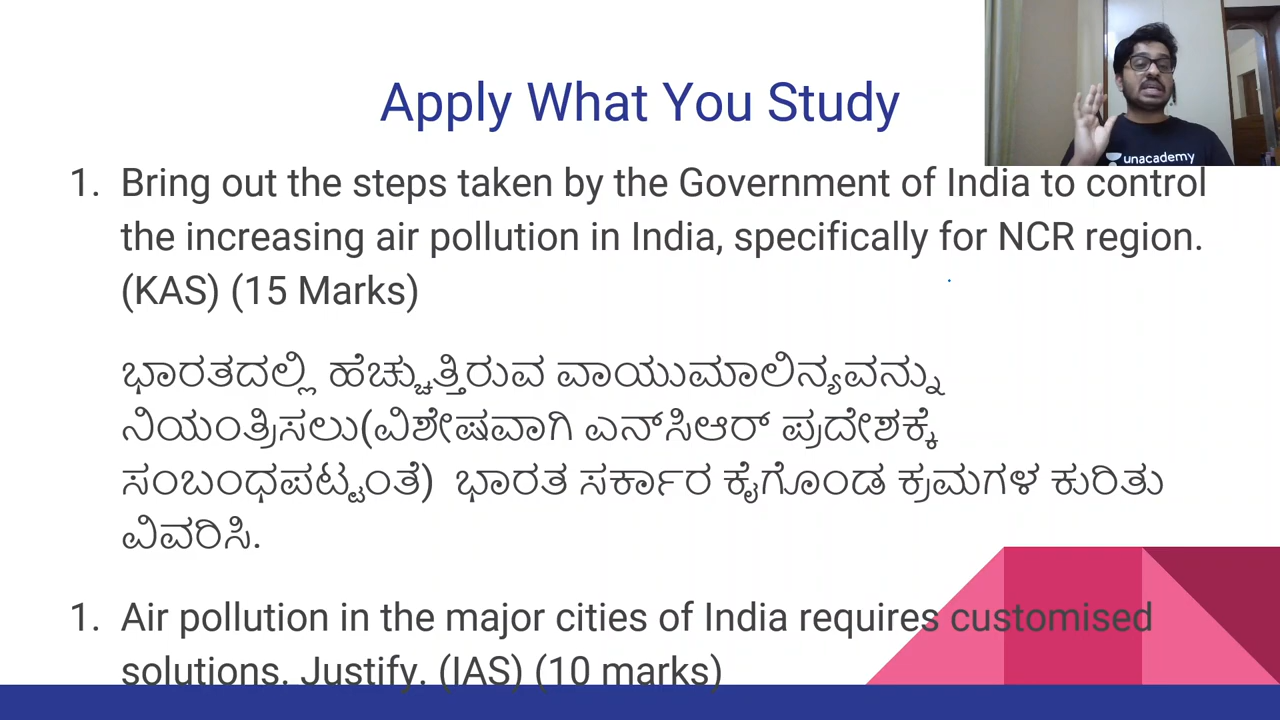 Apply What You Study
unacademy
1. Bring out the steps taken by the Government of India to control
the increasing air pollution in India, specifically for NCR region.
(KAS) (15 Marks)
ಭಾರತದಲ್ಲಿ ಹೆಚ್ಚುತ್ತಿರುವ ವಾಯುಮಾಲಿನ್ಯವನ್ನು
ನಿಯಂತ್ರಿಸಲು(ವಿಶೇಷವಾಗಿ ಎನ್‌ಸಿಆರ್ ಪ್ರದೇಶಕ್ಕೆ
ಸಂಬಂಧಪಟ್ಟಂತೆ) ಭಾರತ ಸರ್ಕಾರ ಕೈಗೊಂಡ ಕ್ರಮಗಳ ಕುರಿತು
ವಿವರಿಸಿ.
1. Air pollution in the major cities of India requires customised
solutions. Justify. (IAS) (10 marks)